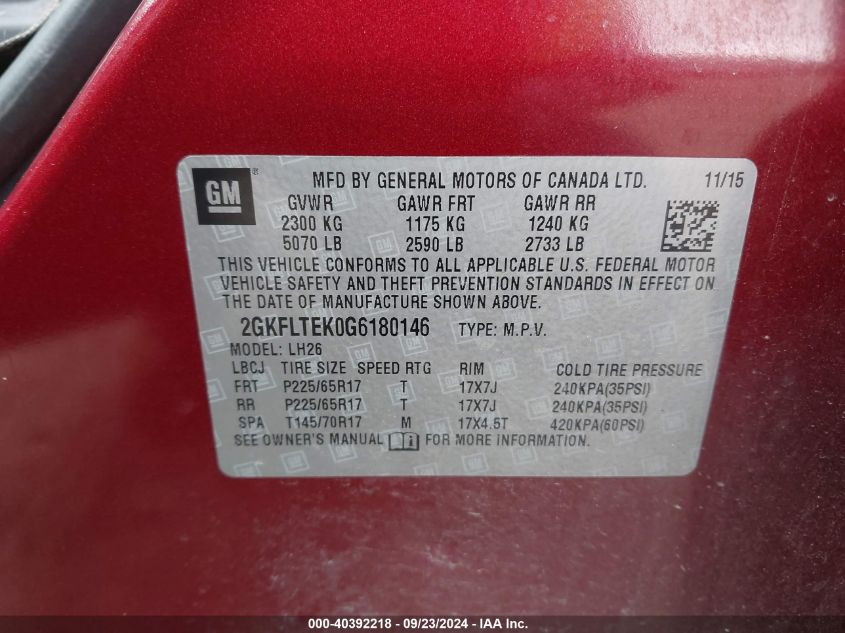 GM® MFD BY GENERAL MOTORS OF CANADA LTD. 11/15
GVWR GAWR FRT GAWR RR
2300 KG 1175 KG 1240 KG
5070 LB 2590 LB 2733 LB
THIS VEHICLE CONFORMS TO ALL APPLICABLE U.S. FEDERAL MOTOR
VEHICLE SAFETY AND THEFT PREVENTION STANDARDS IN EFFECT ON
THE DATE OF MANUFACTURE SHOWN ABOVE.
2GKFLTEK0G6180146 TYPE: M.P.V.
MODEL: LH26
LBCJ TIRE SIZE SPEED RTG RIM COLD TIRE PRESSURE
FRT P225/65R17 T 17X7J 240KPA(35PSI)
RR P225/65R17 T 17X7J 240KPA(35PSI)
SPA T145/70R17 M 17X4.5T 420KPA(60PSI)
SEE OWNER'S MANUAL FOR MORE INFORMATION.
000-40392218 - 09/23/2024 - IAA Inc.